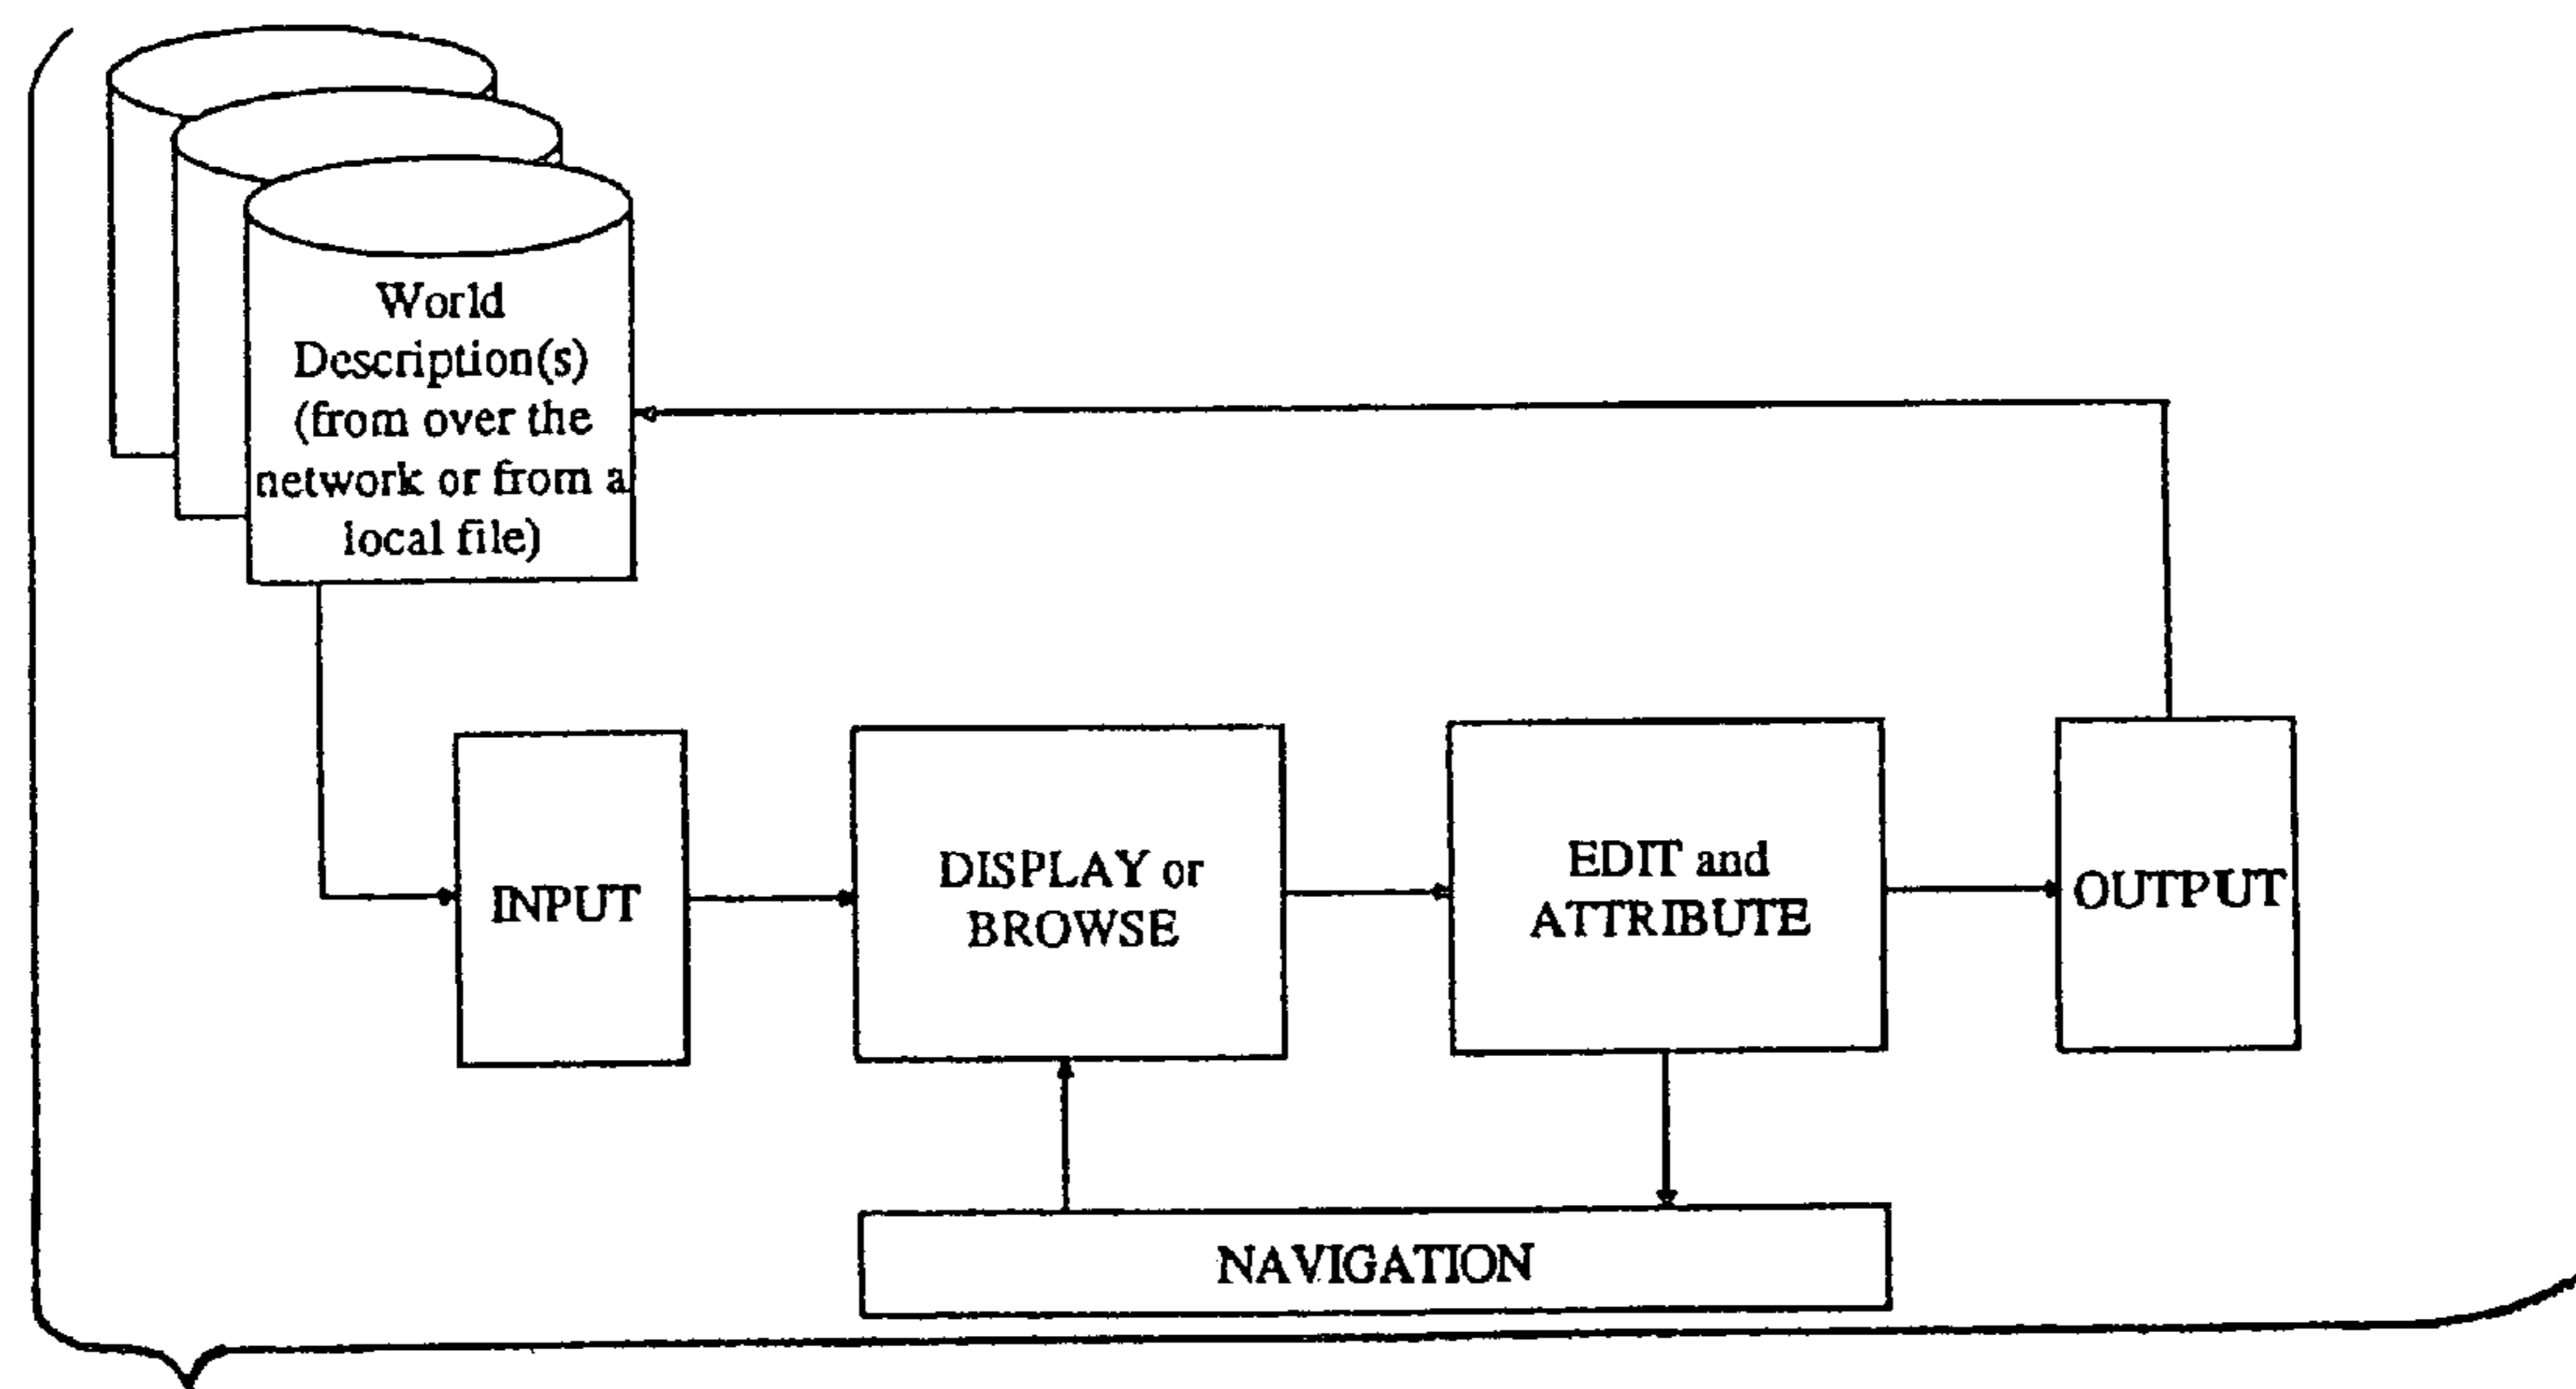 World
Description(s)
(from over the
network or from a
local file)
INPUT
DISPLAY or
BROWSE
EDIT and
ATTRIBUTE
OUTPUT
NAVIGATION